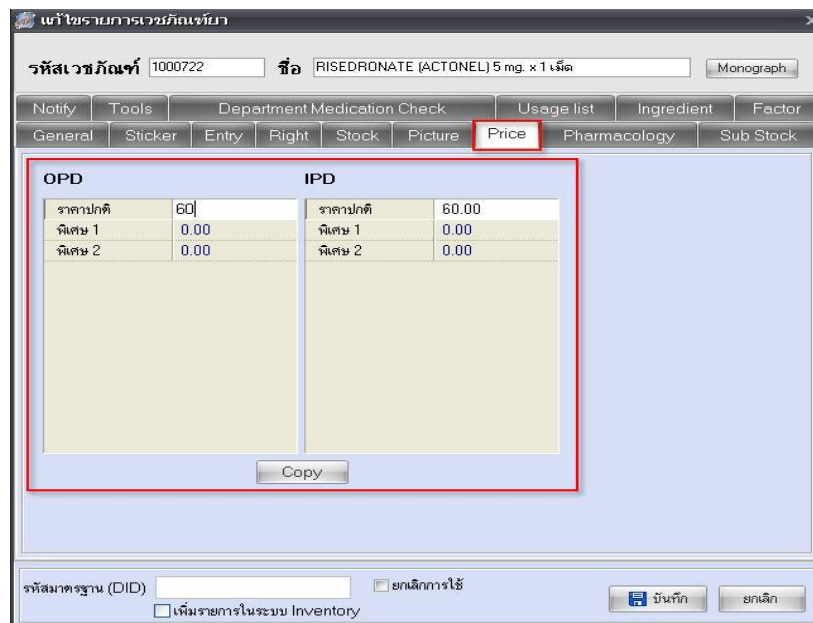 แก้ไขรายการเวชภัณฑ์ยา x
รหัสเวชภัณฑ์ 1000722 ชื่อ RISEDRONATE (ACTONEL) 5 mg. x 1 เม็ด Monograph
Notify Tools Department Medication Check Usage list Ingredient Factor
General Sticker Entry Right Stock Picture Price Pharmacology Sub Stock
OPD IPD
ราคาปกติ 60 ราคาปกติ 60.00
พิเศษ 1 0.00 พิเศษ 1 0.00
พิเศษ 2 0.00 พิเศษ 2 0.00
Copy
รหัสมาตรฐาน (DID) ยกเลิกการใช้
เพิ่มรายการในระบบ Inventory บันทึก ยกเลิก